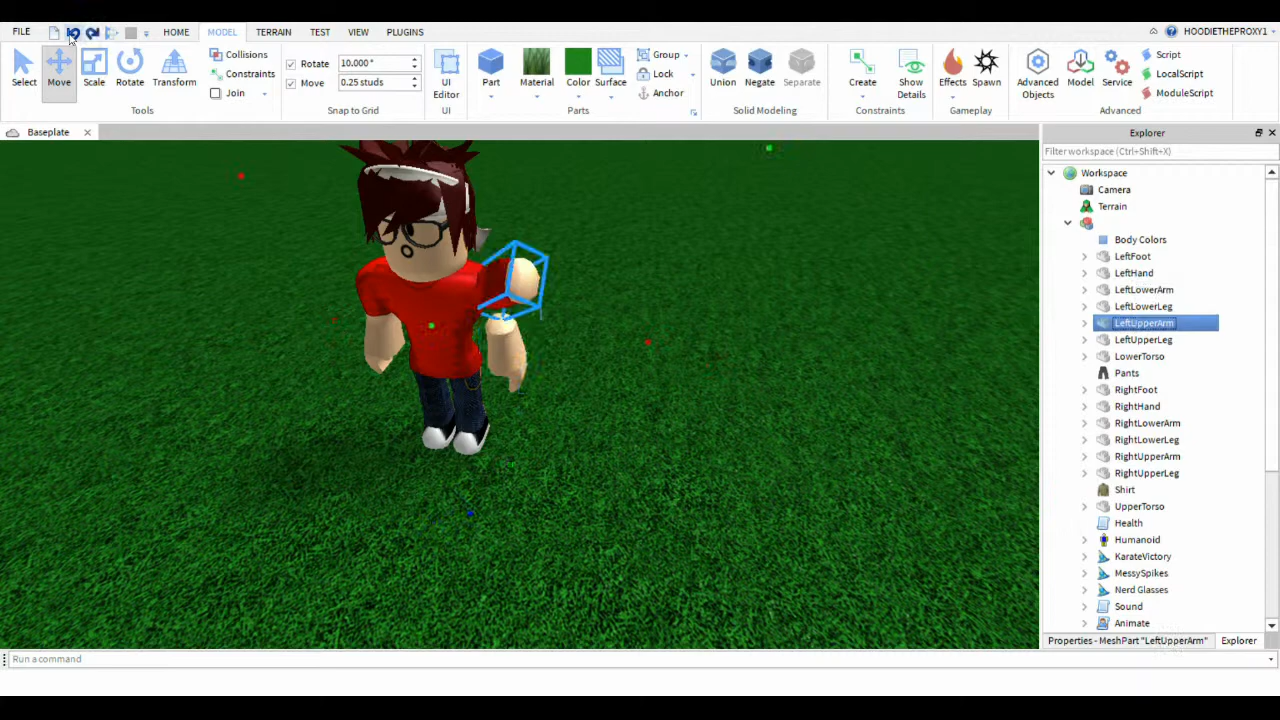 FILE HOME MODEL TERRAIN TEST VIEW PLUGINS HOODIETHEPROXY1
Select Move Scale Rotate Transform
Collisions
Constraints
Join
Tools
Rotate 10.000 °
Move 0.25 studs
Snap to Grid
UI Editor
UI
Part Material Color Surface
Group
Lock
Anchor
Parts
Union Negate Separate
Solid Modeling
Create Show Details
Constraints
Effects Spawn
Gameplay
Advanced Objects Model Service
Script
LocalScript
ModuleScript
Advanced
Baseplate
Explorer
Filter workspace (Ctrl+Shift+X)
Workspace
Camera
Terrain
Body Colors
LeftFoot
LeftHand
LeftLowerArm
LeftLowerLeg
LeftUpperArm
LeftUpperLeg
LowerTorso
Pants
RightFoot
RightHand
RightLowerArm
RightLowerLeg
RightUpperArm
RightUpperLeg
Shirt
UpperTorso
Health
Humanoid
KarateVictory
MessySpikes
Nerd Glasses
Sound
Animate
Properties - MeshPart "LeftUpperArm" Explorer
Run a command